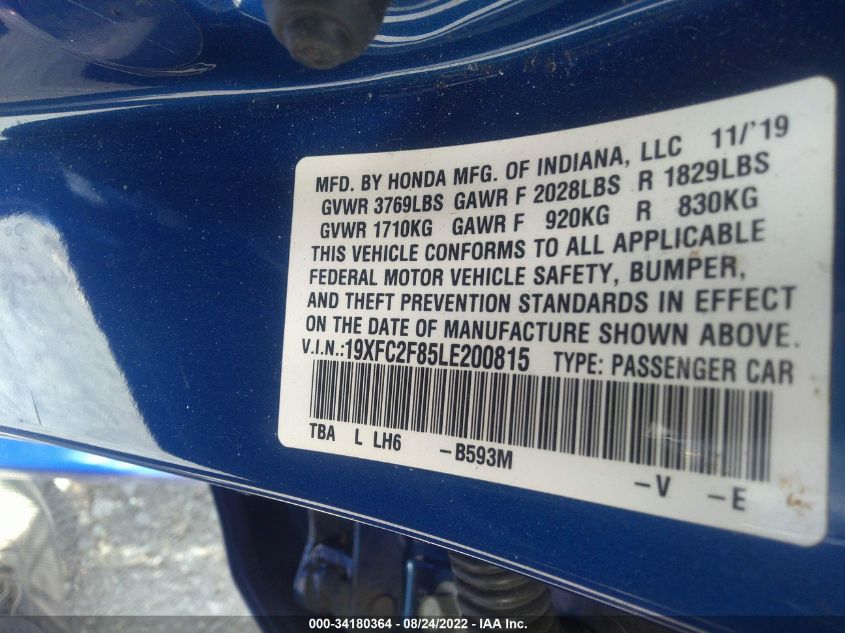 MFD. BY HONDA MFG. OF INDIANA, LLC 11/'19
GVWR 3769LBS GAWR F 2028LBS R 1829LBS
GVWR 1710KG GAWR F 920KG R 830KG
THIS VEHICLE CONFORMS TO ALL APPLICABLE
FEDERAL MOTOR VEHICLE SAFETY, BUMPER,
AND THEFT PREVENTION STANDARDS IN EFFECT
ON THE DATE OF MANUFACTURE SHOWN ABOVE.
V.I.N.:19XFC2F85LE200815 TYPE: PASSENGER CAR
TBA L LH6 -B593M -V -E
000-34180364 - 08/24/2022 - IAA Inc.